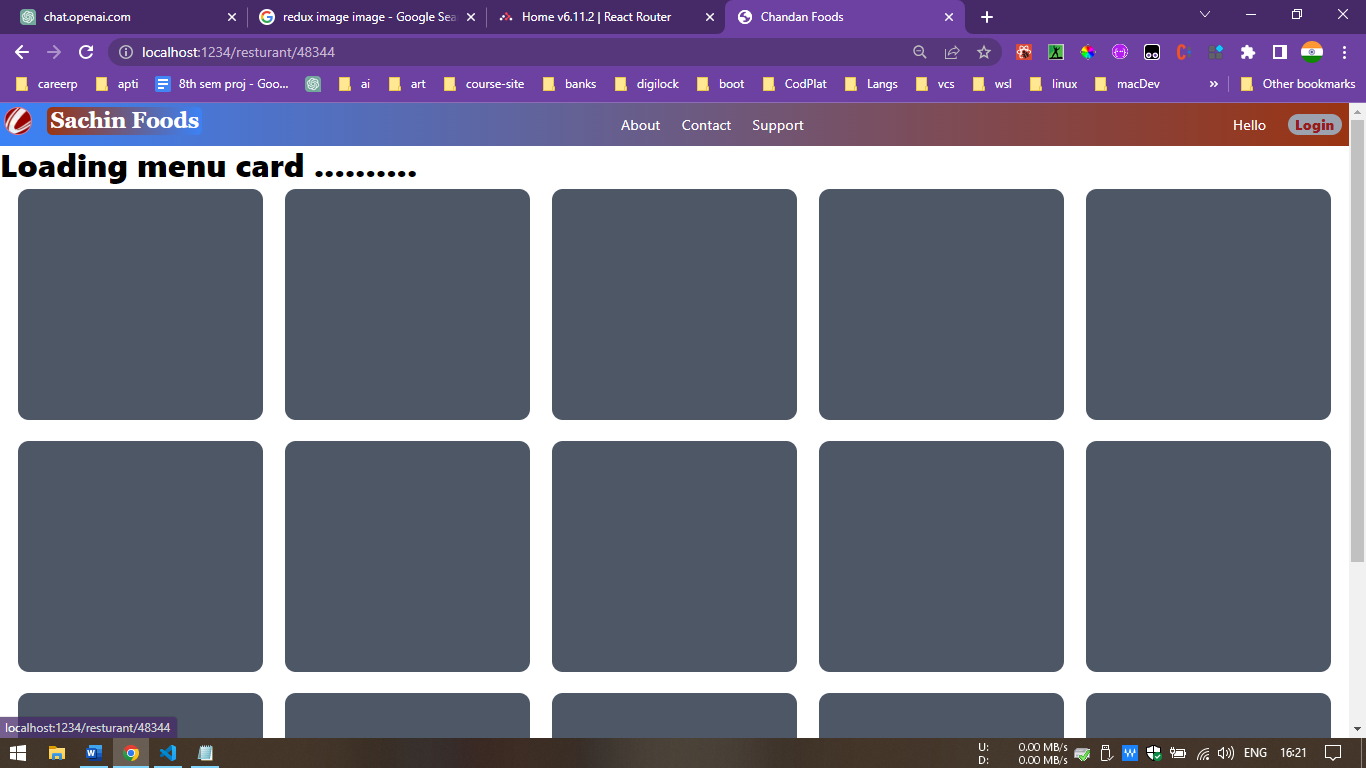 chat.openai.com
redux image image - Google Sea
Home v6.11.2 | React Router
Chandan Foods
localhost:1234/resturant/48344
careerp apti 8th sem proj - Goo... ai art course-site banks digilock boot CodPlat Langs vcs wsl linux macDev » Other bookmarks
Sachin Foods About Contact Support Hello Login
Loading menu card ..........
localhost:1234/resturant/48344
U: 0.00 MB/s
D: 0.00 MB/s
ENG 16:21